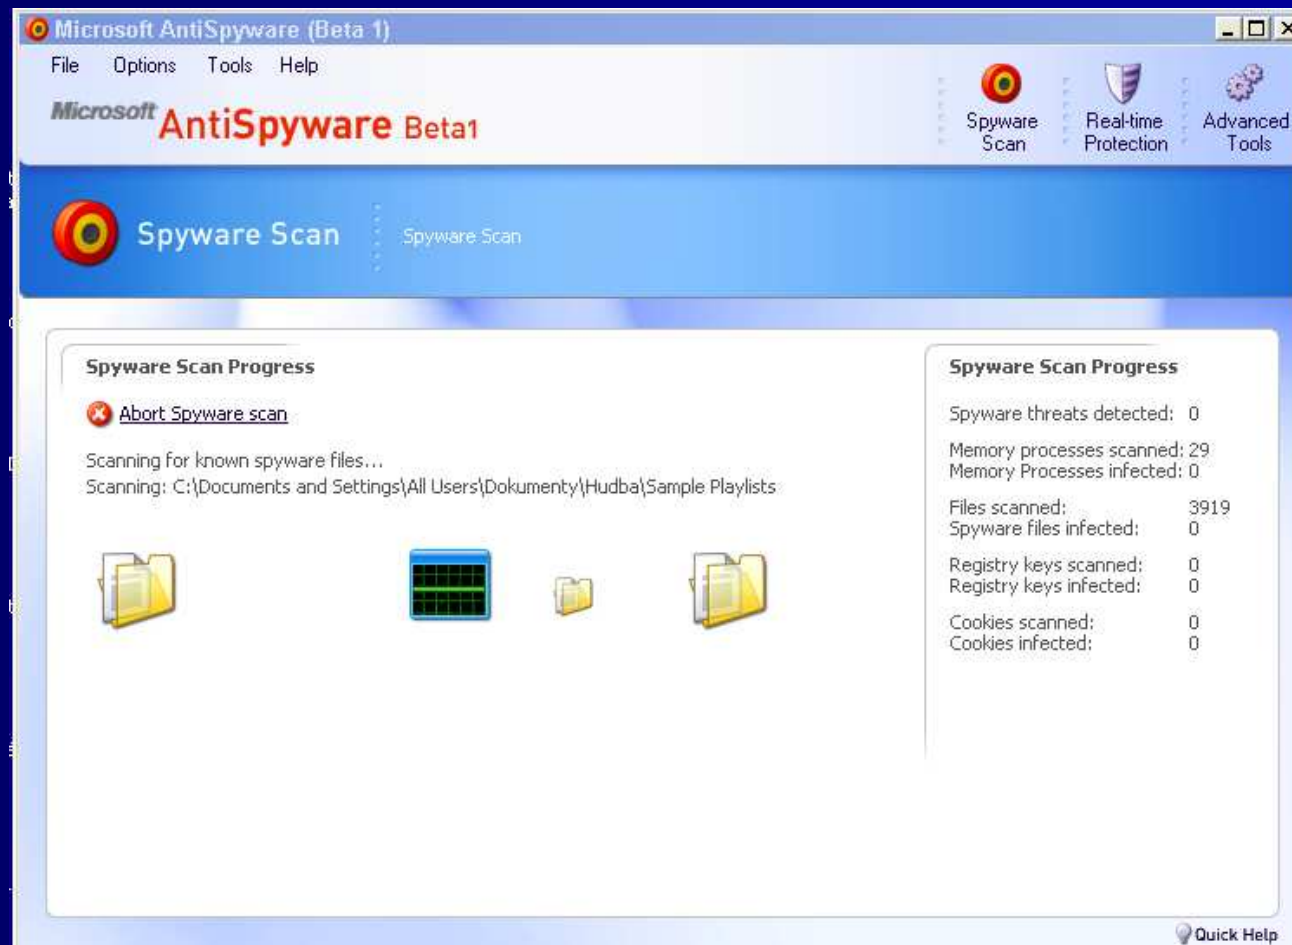 Microsoft AntiSpyware (Beta 1)
File Options Tools Help
Microsoft AntiSpyware Beta1
Spyware Scan
Real-time Protection
Advanced Tools
Spyware Scan
Spyware Scan
Spyware Scan Progress
Abort Spyware scan
Scanning for known spyware files...
Scanning: C:\Documents and Settings\All Users\Dokumenty\Hudba\Sample Playlists
Spyware Scan Progress
Spyware threats detected: 0
Memory processes scanned: 29
Memory Processes infected: 0
Files scanned: 3919
Spyware files infected: 0
Registry keys scanned: 0
Registry keys infected: 0
Cookies scanned: 0
Cookies infected: 0
Quick Help